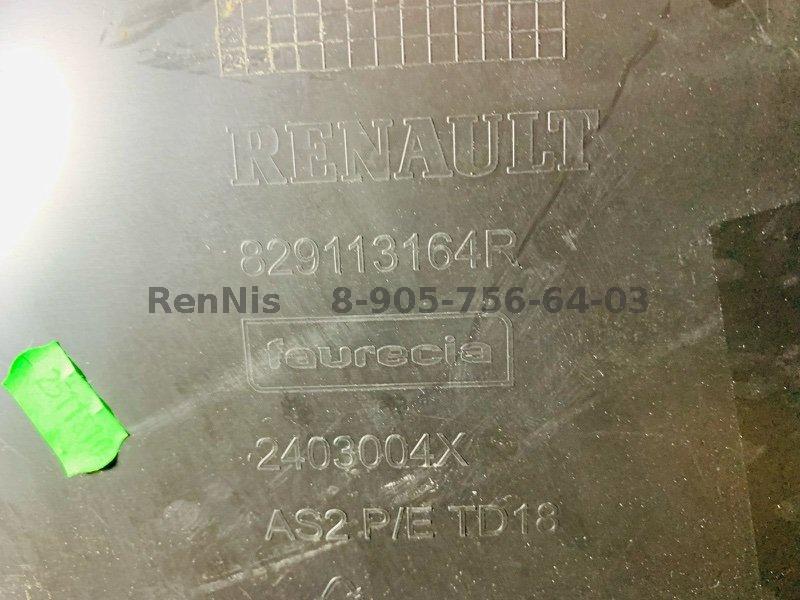 RENAULT
829113164R
RenNis 8-905-756-64-03
faurecia
2403004X
AS2 P/E TD18